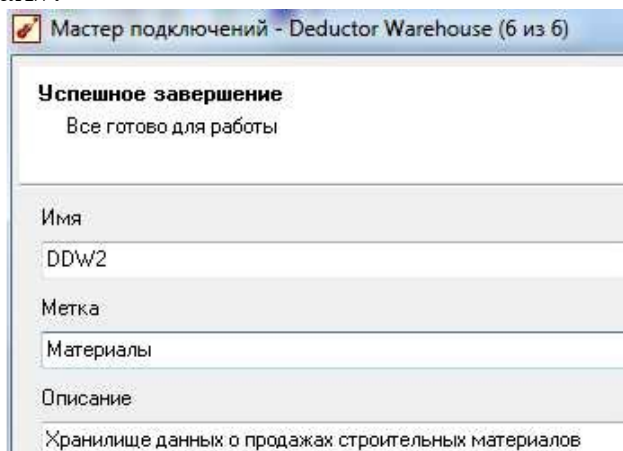 Мастер подключений - Deductor Warehouse (6 из 6)
Успешное завершение
Все готово для работы
Имя
DDW2
Метка
Материалы
Описание
Хранилище данных о продажах строительных материалов